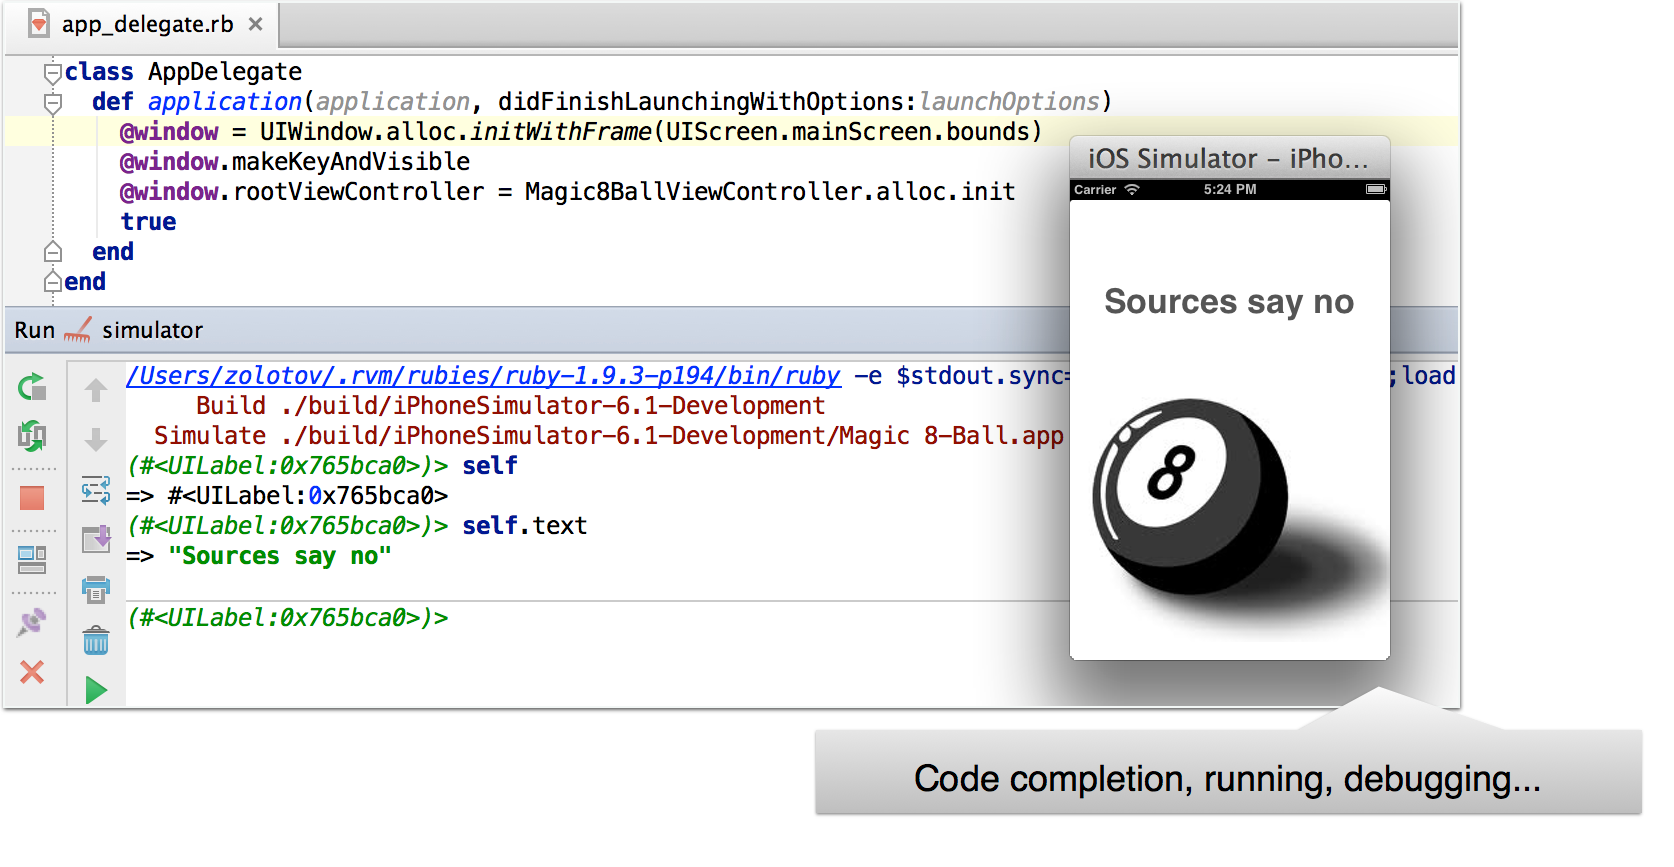 app_delegate.rb
class AppDelegate
def application(application, didFinishLaunchingWithOptions:launchOptions)
@window = UIWindow.alloc.initWithFrame(UIScreen.mainScreen.bounds)
@window.makeKeyAndVisible
@window.rootViewController = Magic8BallViewController.alloc.init
true
end
end
iOS Simulator - iPho...
Carrier 5:24 PM
Sources say no
8
Run simulator
/Users/zolotov/.rvm/rubies/ruby-1.9.3-p194/bin/ruby -e $stdout.sync= ;load
Build ./build/iPhoneSimulator-6.1-Development
Simulate ./build/iPhoneSimulator-6.1-Development/Magic 8-Ball.app
(#<UILabel:0x765bca0>)> self
=> #<UILabel:0x765bca0>
(#<UILabel:0x765bca0>)> self.text
=> "Sources say no"
(#<UILabel:0x765bca0>)>
Code completion, running, debugging...